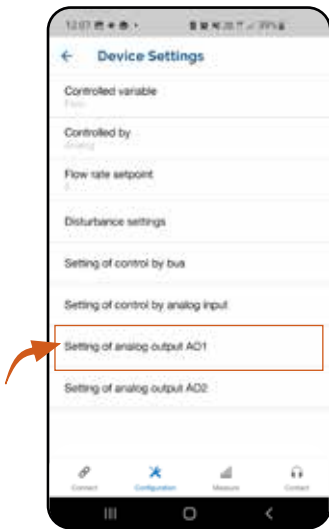 12:07
Device Settings
Controlled variable
Flow
Controlled by
Analog
Flow rate setpoint
Disturbance settings
Setting of control by bus
Setting of control by analog input
Setting of analog output AO1
Setting of analog output AO2
Connect Configuration Measure Contact